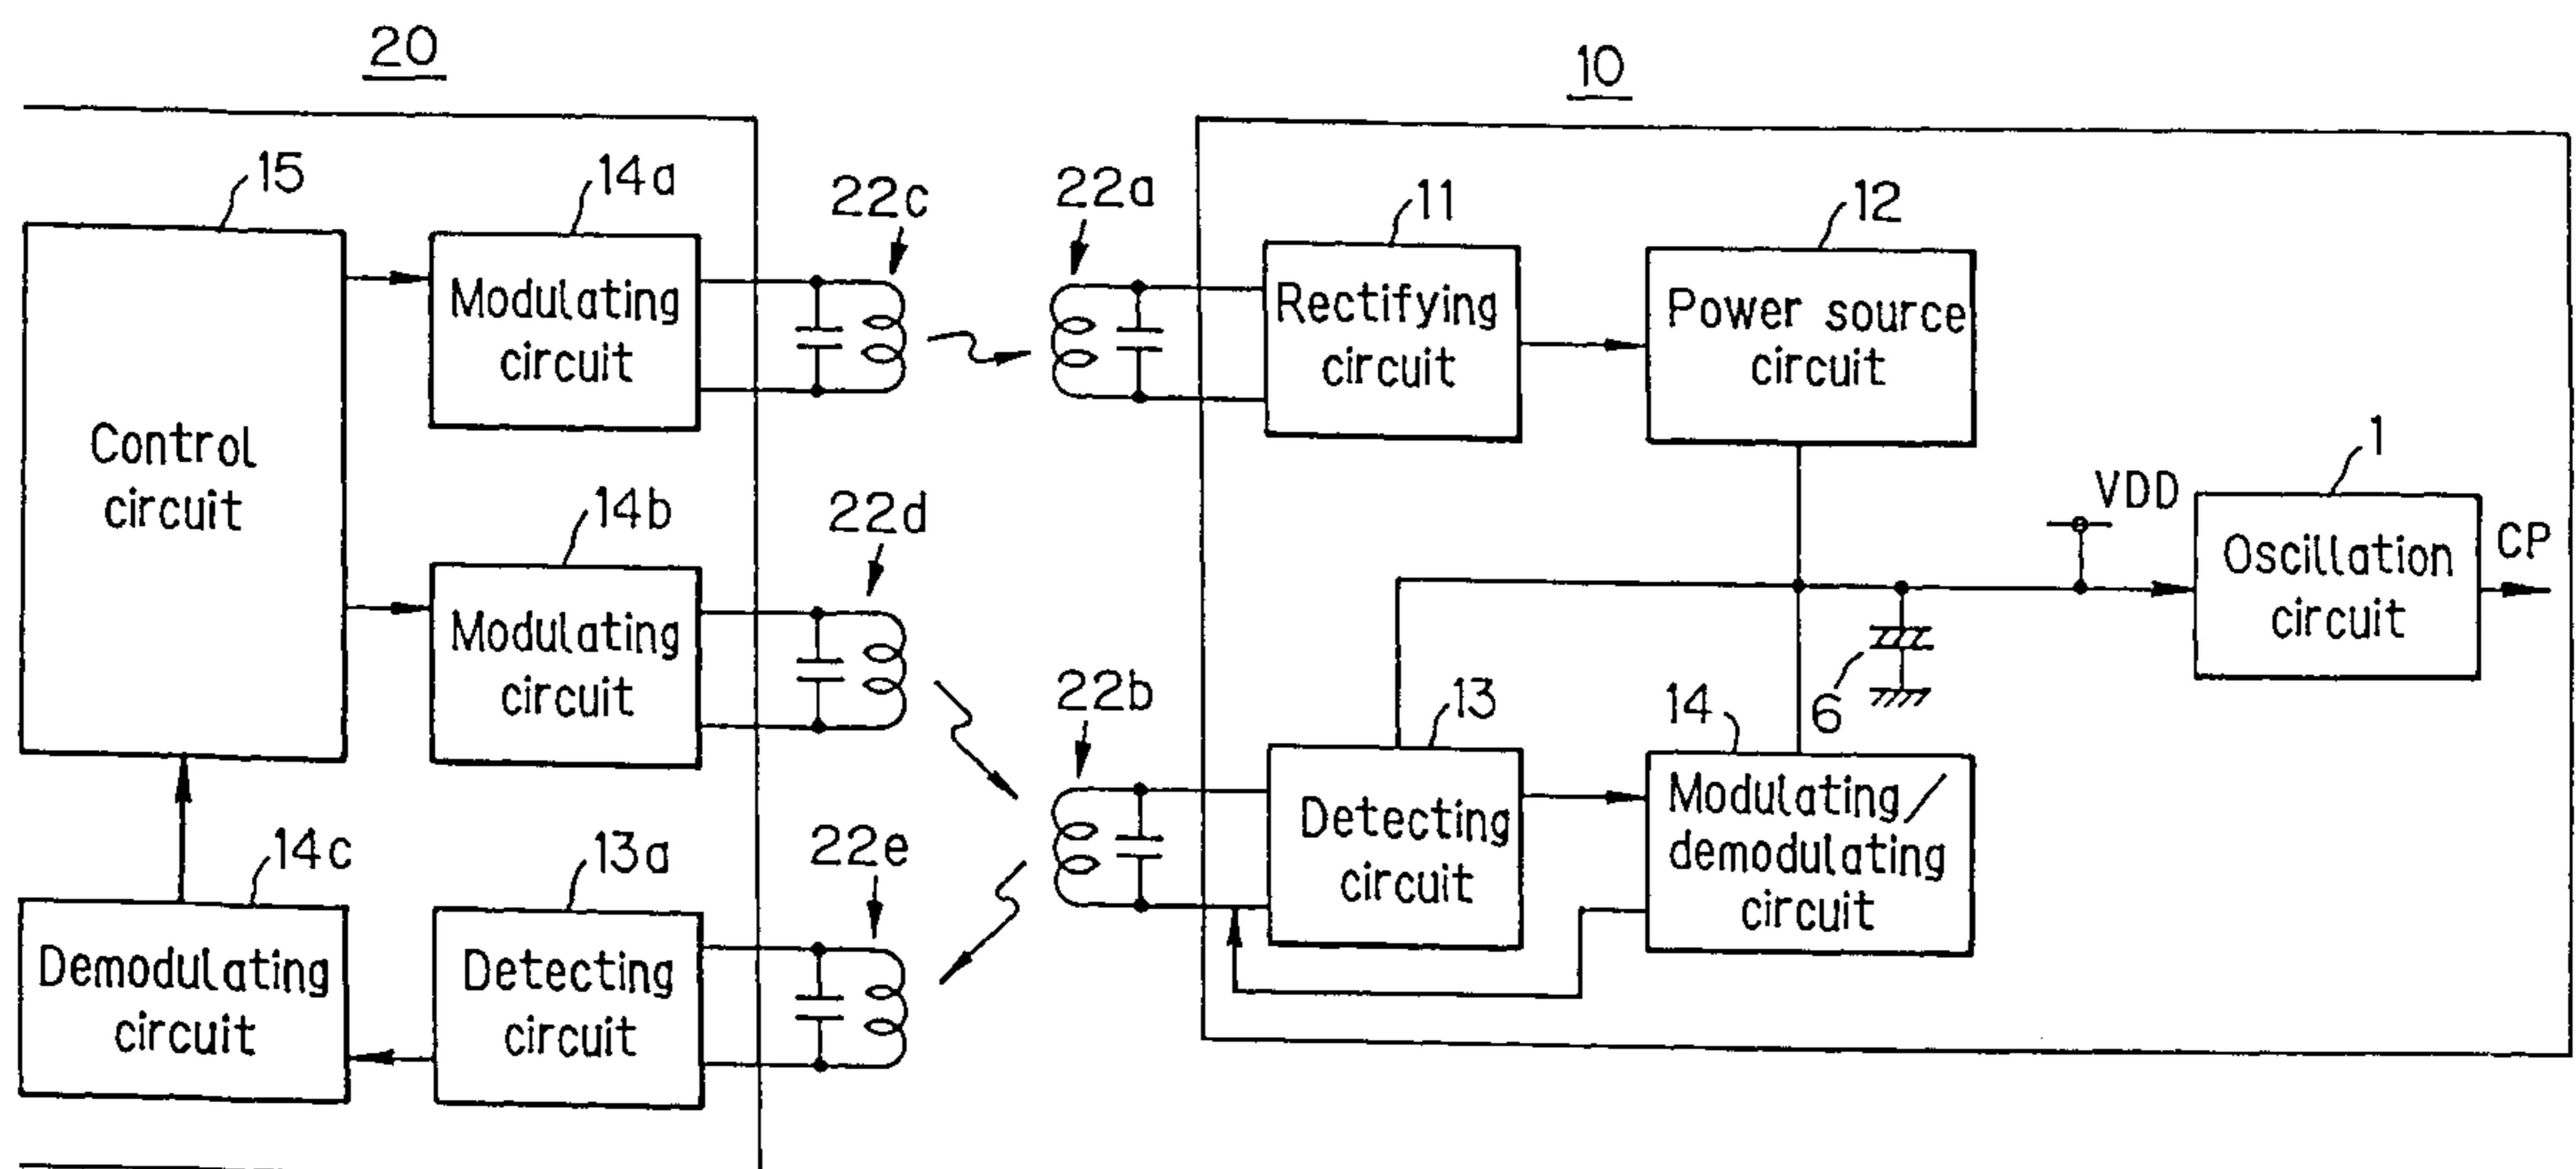 20
10
15
14a
22c
22a
11
12
Control
circuit
Modulating
circuit
Rectifying
circuit
Power source
circuit
14b
22d
Modulating
circuit
VDD
1
Oscillation
circuit
CP
6
22b
13
14
Detecting
circuit
Modulating/
demodulating
circuit
14c
13a
22e
Demodulating
circuit
Detecting
circuit